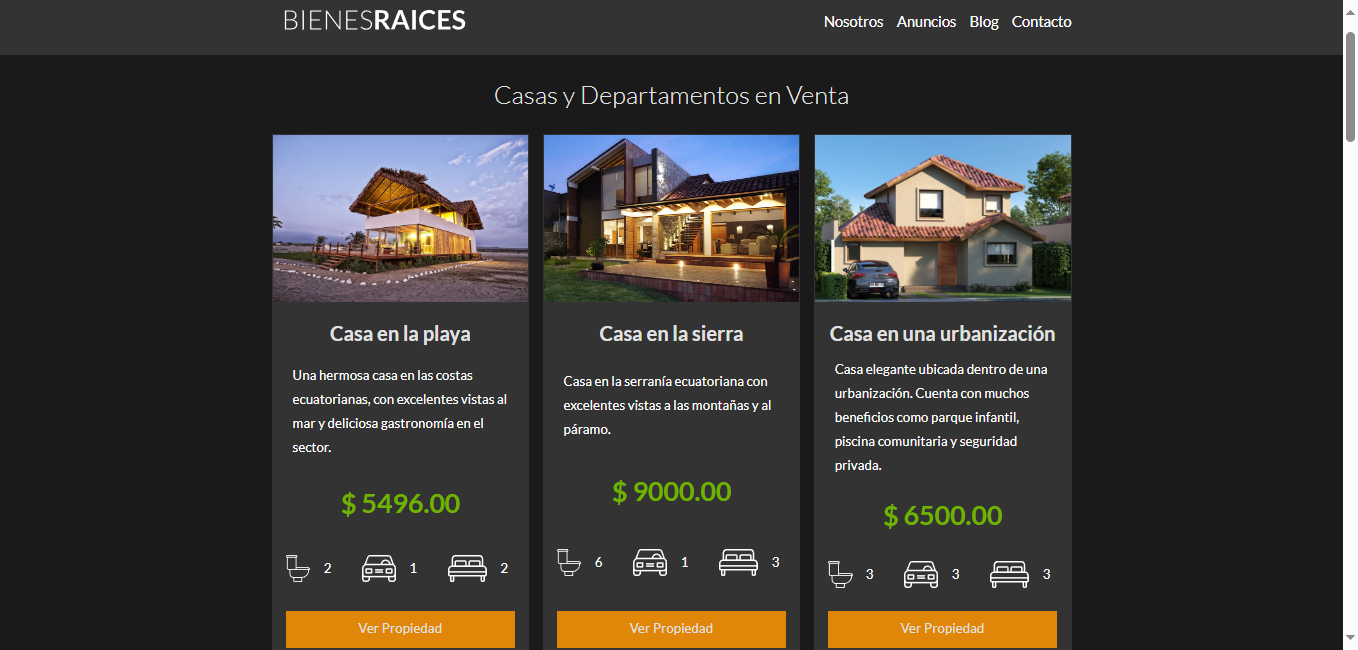 BIENESRAICES
Nosotros Anuncios Blog Contacto
Casas y Departamentos en Venta
Casa en la playa
Una hermosa casa en las costas
ecuatorianas, con excelentes vistas al
mar y deliciosa gastronomía en el
sector.
$ 5496.00
2 1 2
Ver Propiedad
Casa en la sierra
Casa en la serranía ecuatoriana con
excelentes vistas a las montañas y al
páramo.
$ 9000.00
6 1 3
Ver Propiedad
Casa en una urbanización
Casa elegante ubicada dentro de una
urbanización. Cuenta con muchos
beneficios como parque infantil,
piscina comunitaria y seguridad
privada.
$ 6500.00
3 3 3
Ver Propiedad